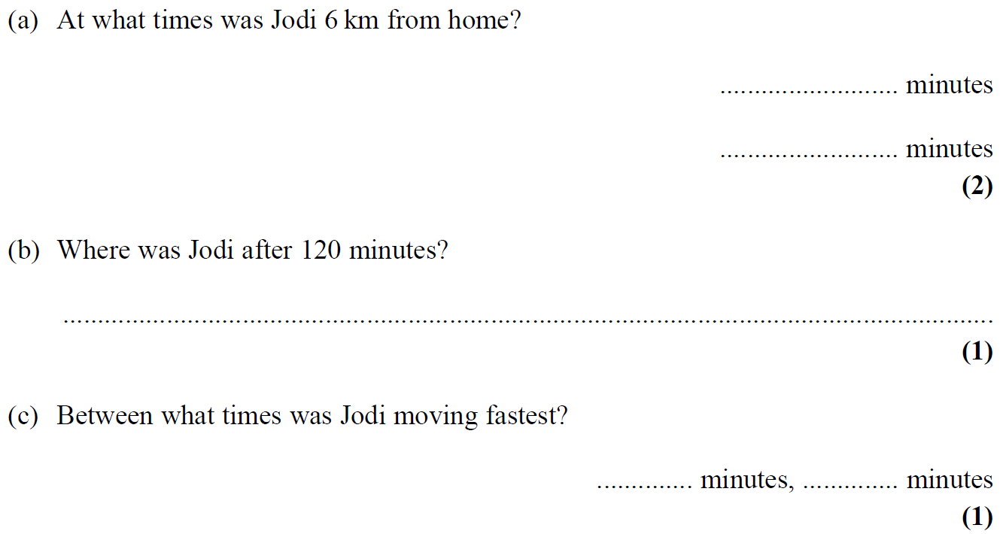 (a) At what times was Jodi 6 km from home?
.......................... minutes
.......................... minutes
(2)
(b) Where was Jodi after 120 minutes?
.......................................................................................................................................
(1)
(c) Between what times was Jodi moving fastest?
.............. minutes, .............. minutes
(1)